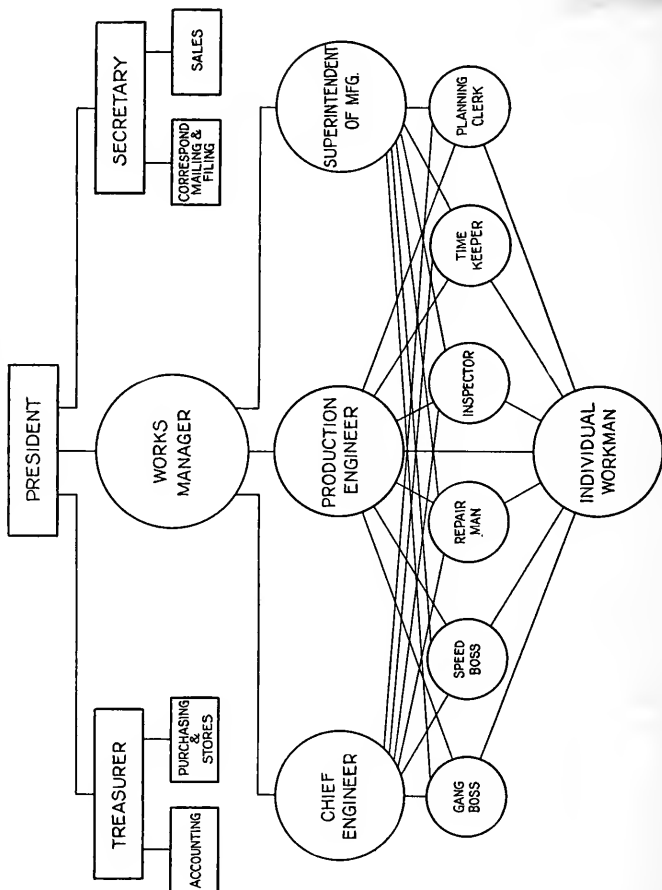 PRESIDENT
TREASURER
SECRETARY
ACCOUNTING
PURCHASING
&
STORES
CORRESPOND
MAILING &
FILING
SALES
WORKS
MANAGER
CHIEF
ENGINEER
PRODUCTION
ENGINEER
SUPERINTENDENT
OF MFG.
GANG
BOSS
SPEED
BOSS
REPAIR
MAN
INSPECTOR
TIME
KEEPER
PLANNING
CLERK
INDIVIDUAL
WORKMAN